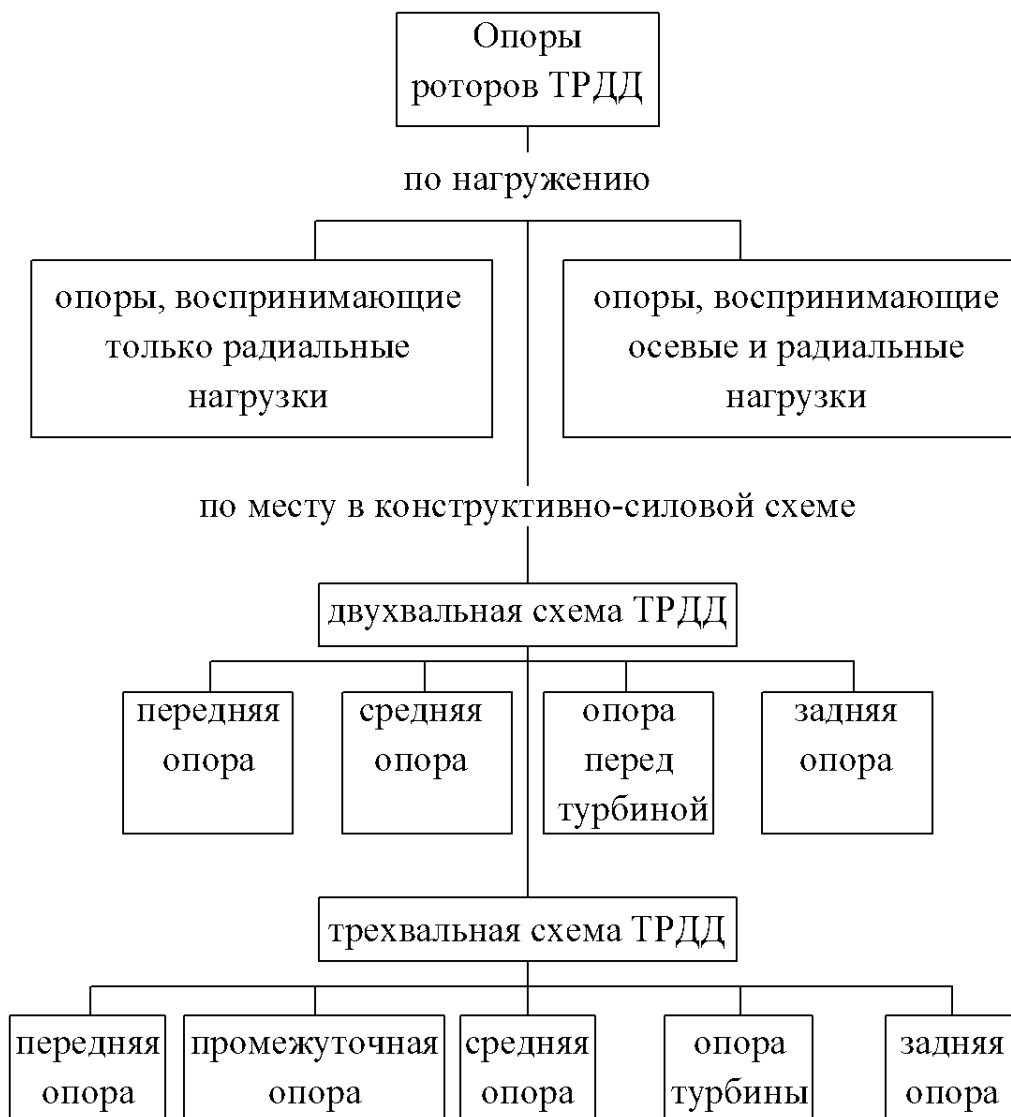 Опоры
роторов ТРДД
по нагружению
опоры, воспринимающие
только радиальные
нагрузки
опоры, воспринимающие
осевые и радиальные
нагрузки
по месту в конструктивно-силовой схеме
двухвальная схема ТРДД
передняя
опора
средняя
опора
опора
перед
турбиной
задняя
опора
трехвальная схема ТРДД
передняя
опора
промежуточная
опора
средняя
опора
опора
турбины
задняя
опора